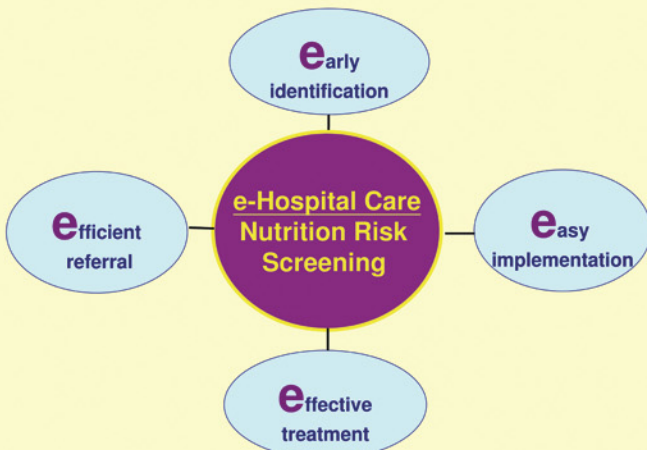 early
identification
e-Hospital Care
Nutrition Risk
Screening
efficient
referral
easy
implementation
effective
treatment